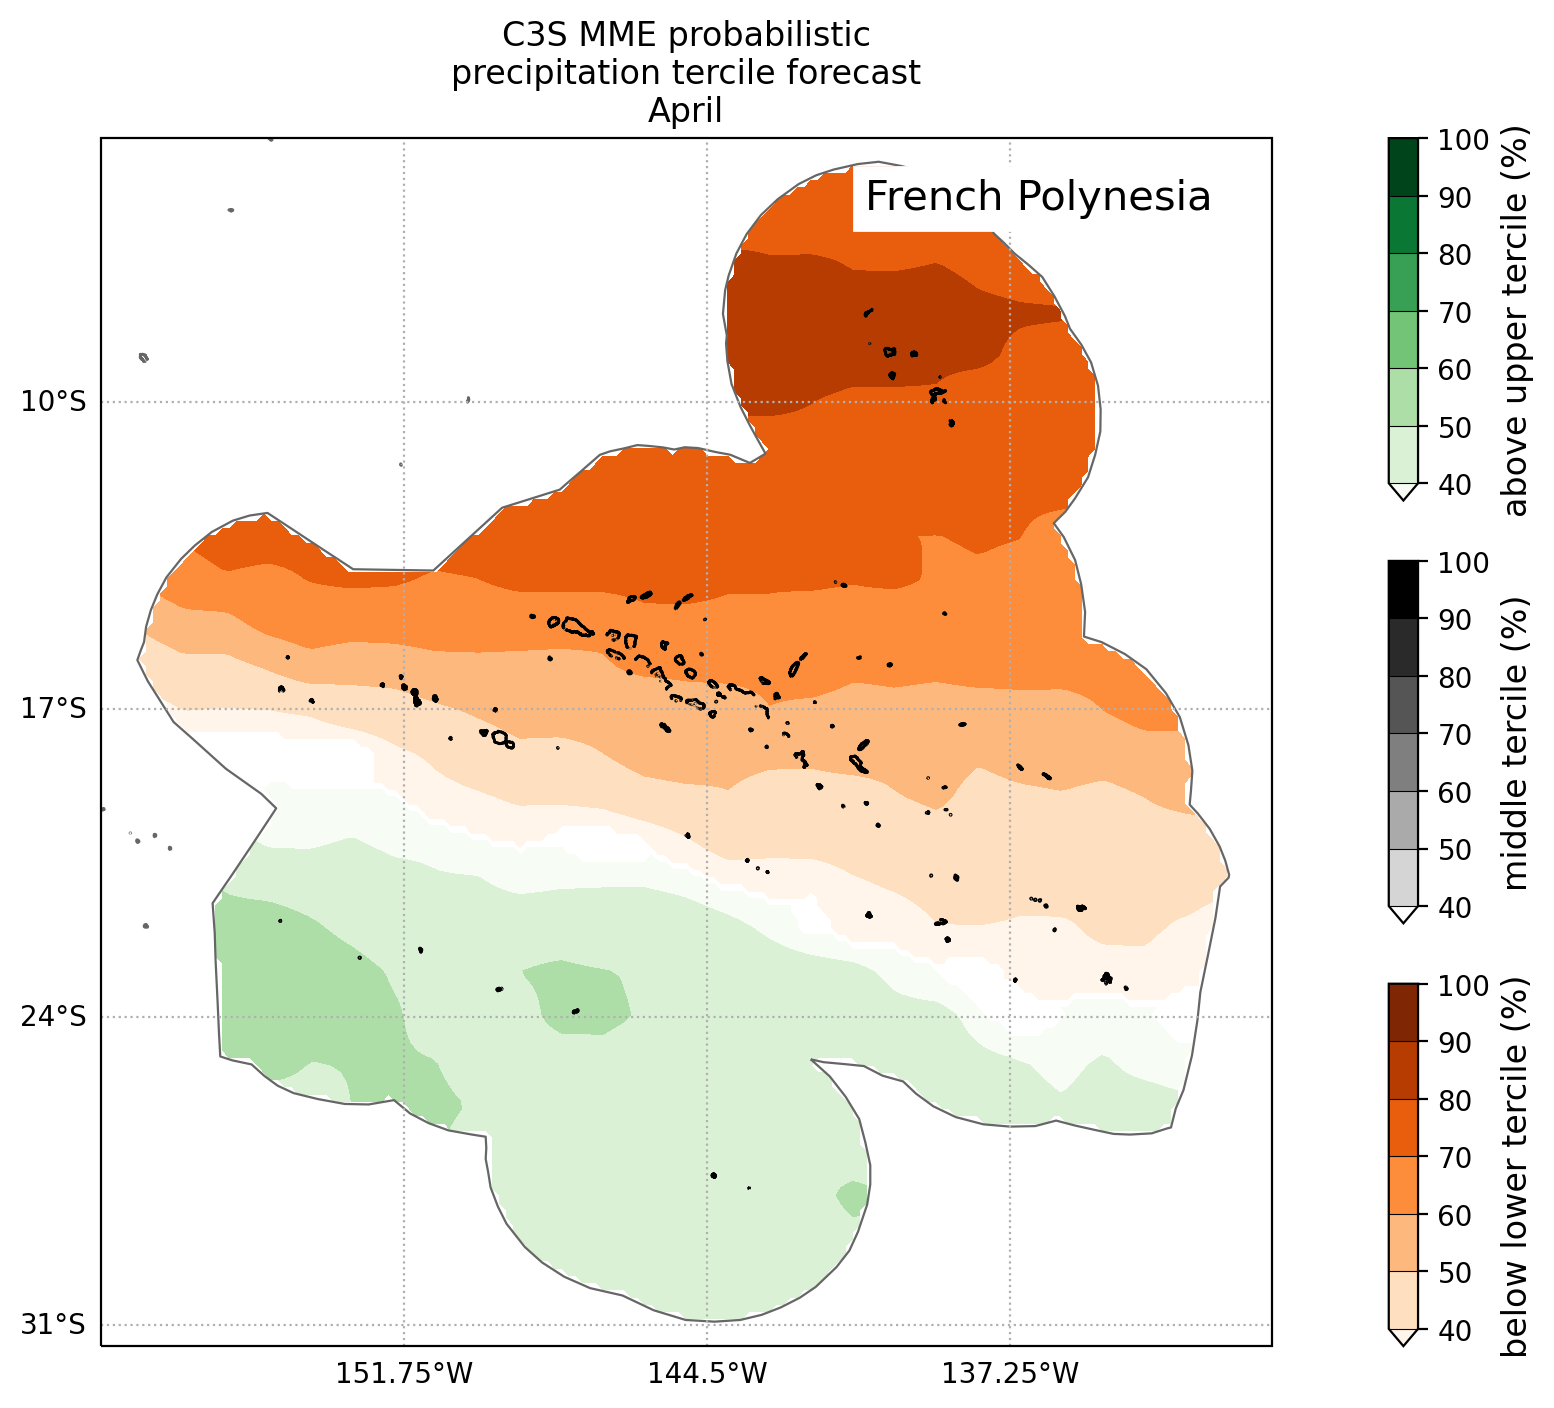 C3S MME probabilistic
precipitation tercile forecast
April
French Polynesia
10°S
17°S
24°S
31°S
151.75°W
144.5°W
137.25°W
100
90
80
70
60
50
40
above upper tercile (%)
100
90
80
70
60
50
40
middle tercile (%)
100
90
80
70
60
50
40
below lower tercile (%)